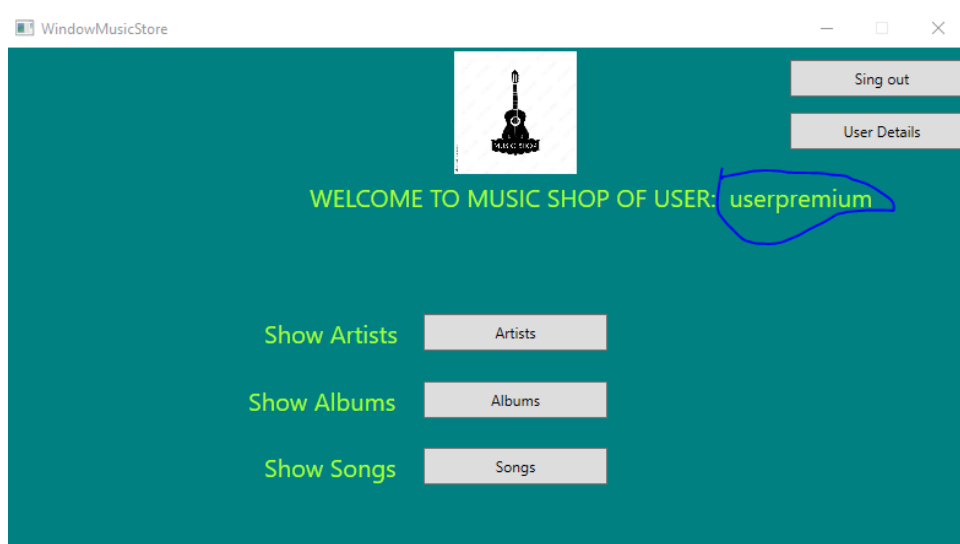 WindowMusicStore
Sing out
User Details
MUSIC SHOP
WELCOME TO MUSIC SHOP OF USER: userpremium
Show Artists
Artists
Show Albums
Albums
Show Songs
Songs